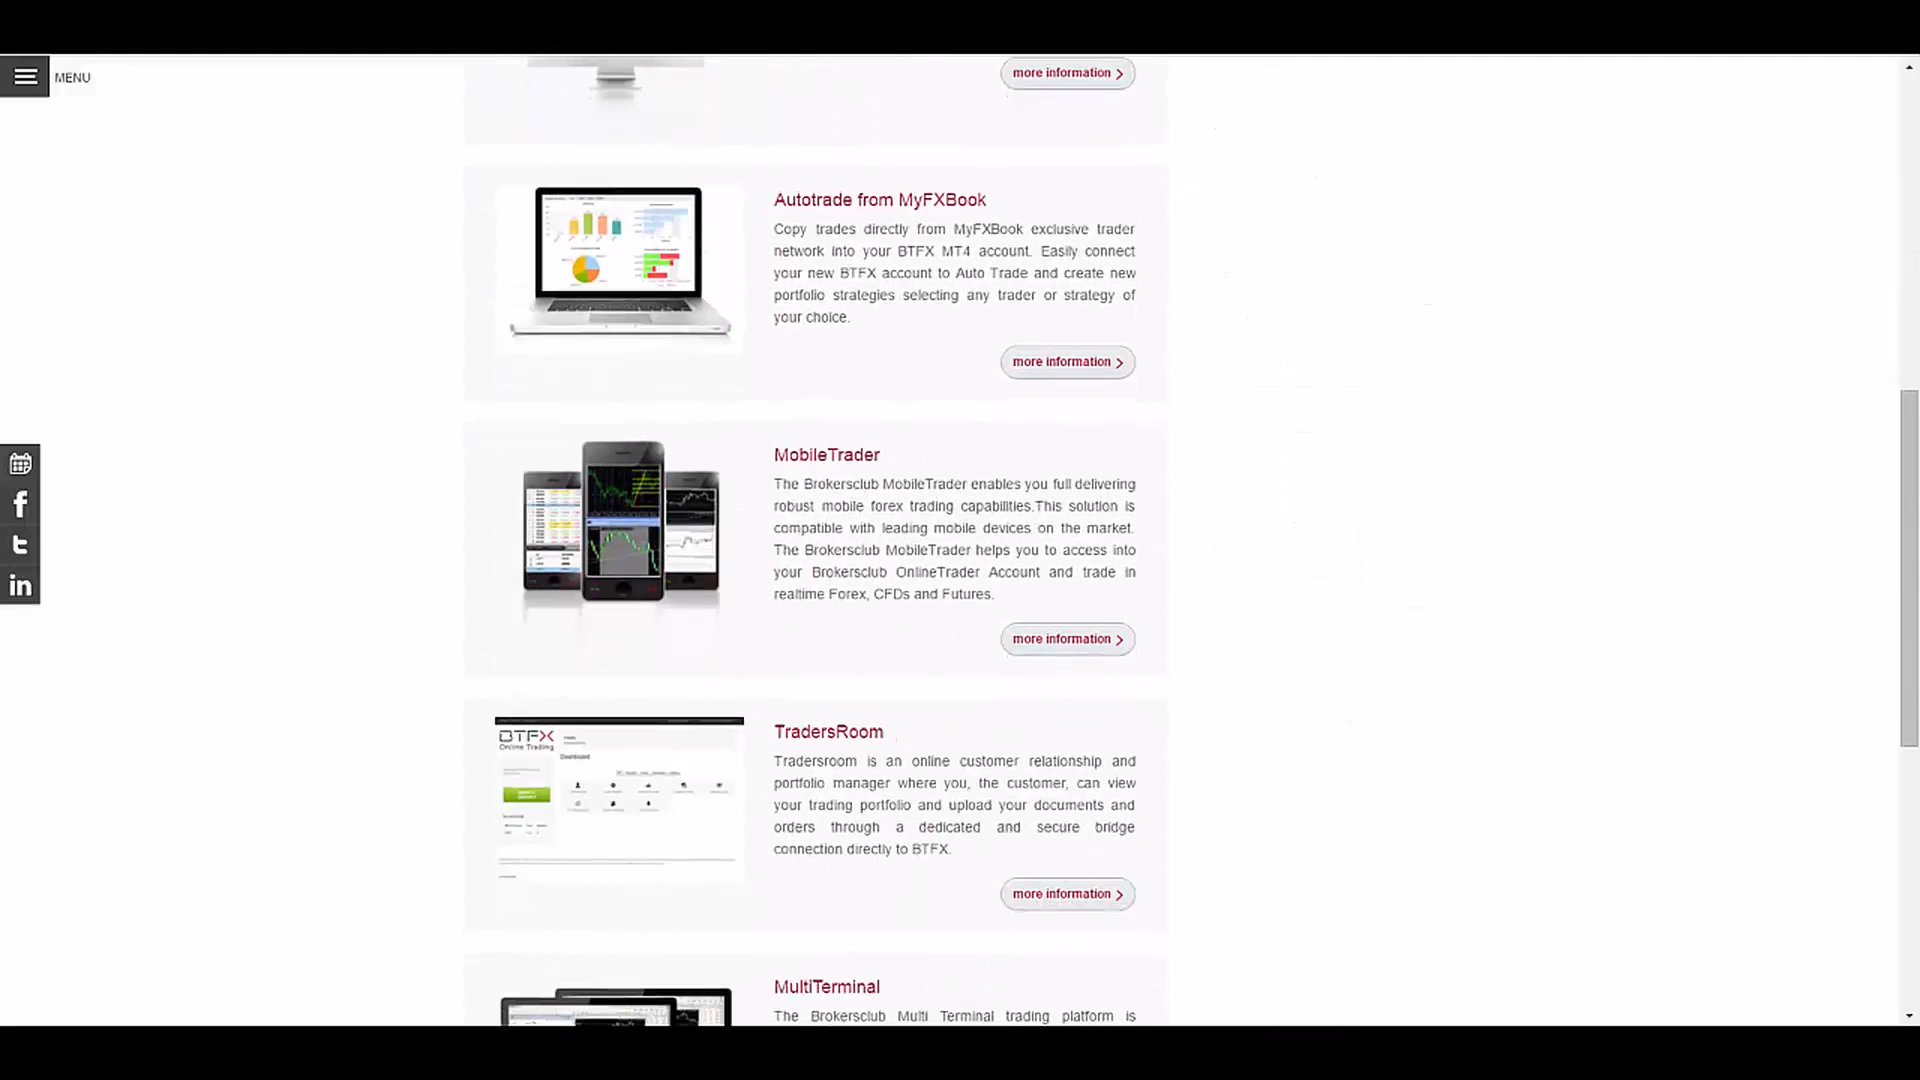 MENU
more information
Autotrade from MyFXBook
Copy trades directly from MyFXBook exclusive trader
network into your BTFX MT4 account. Easily connect
your new BTFX account to Auto Trade and create new
portfolio strategies selecting any trader or strategy of
your choice.
more information
MobileTrader
The Brokersclub MobileTrader enables you full delivering
robust mobile forex trading capabilities.This solution is
compatible with leading mobile devices on the market.
The Brokersclub MobileTrader helps you to access into
your Brokersclub OnlineTrader Account and trade in
realtime Forex, CFDs and Futures.
more information
BTFX
Online Trading
Dashboard
TradersRoom
Tradersroom is an online customer relationship and
portfolio manager where you, the customer, can view
your trading portfolio and upload your documents and
orders through a dedicated and secure bridge
connection directly to BTFX.
more information
MultiTerminal
The Brokersclub Multi Terminal trading platform is